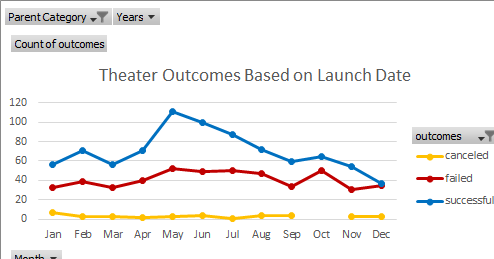 Parent Category Years
Count of outcomes
Theater Outcomes Based on Launch Date
120
100
80
60
40
20
0
Jan Feb Mar Apr May Jun Jul Aug Sep Oct Nov Dec
outcomes
canceled
failed
successful
Month